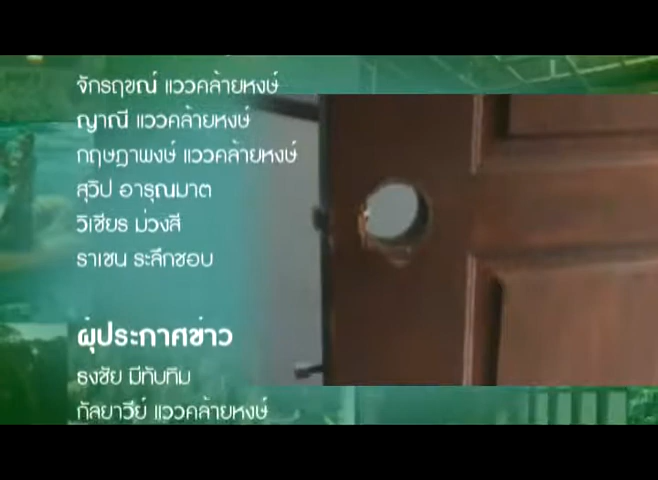 จักรฤขณ์ แววคล้ายหงษ์
ญาณี แววคล้ายหงษ์
กฤษฎาพงษ์ แววคล้ายหงษ์
สุวิป อารุณมาต
วิเชียร ม่วงสี
ราเชน ระลึกชอบ
ผู้ประกาศข่าว
ธงชัย มีทับทิม
กัลยาวีย์ แววคล้ายหงษ์